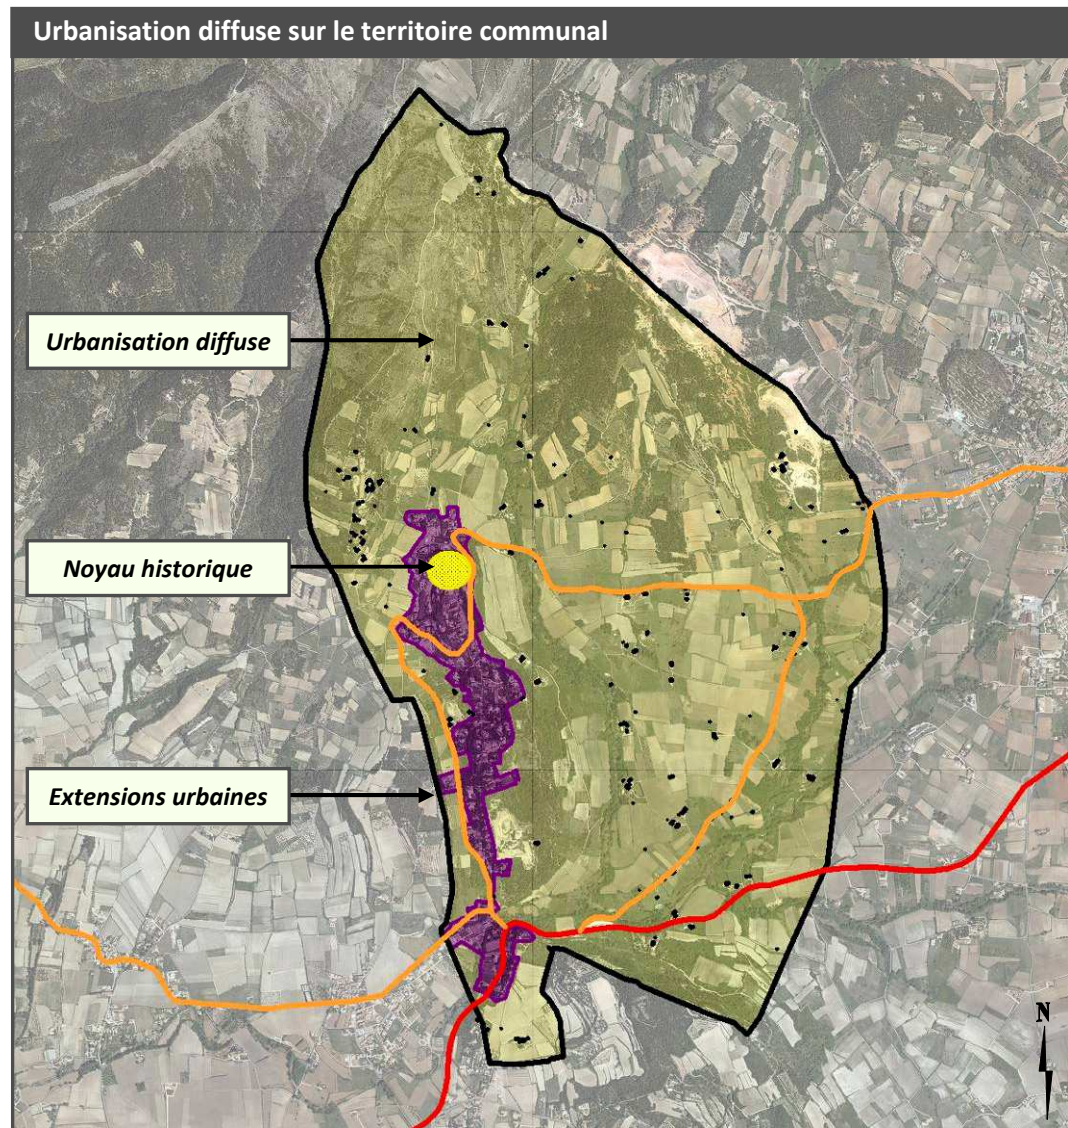 Urbanisation diffuse sur le territoire communal
Urbanisation diffuse
Noyau historique
Extensions urbaines
N